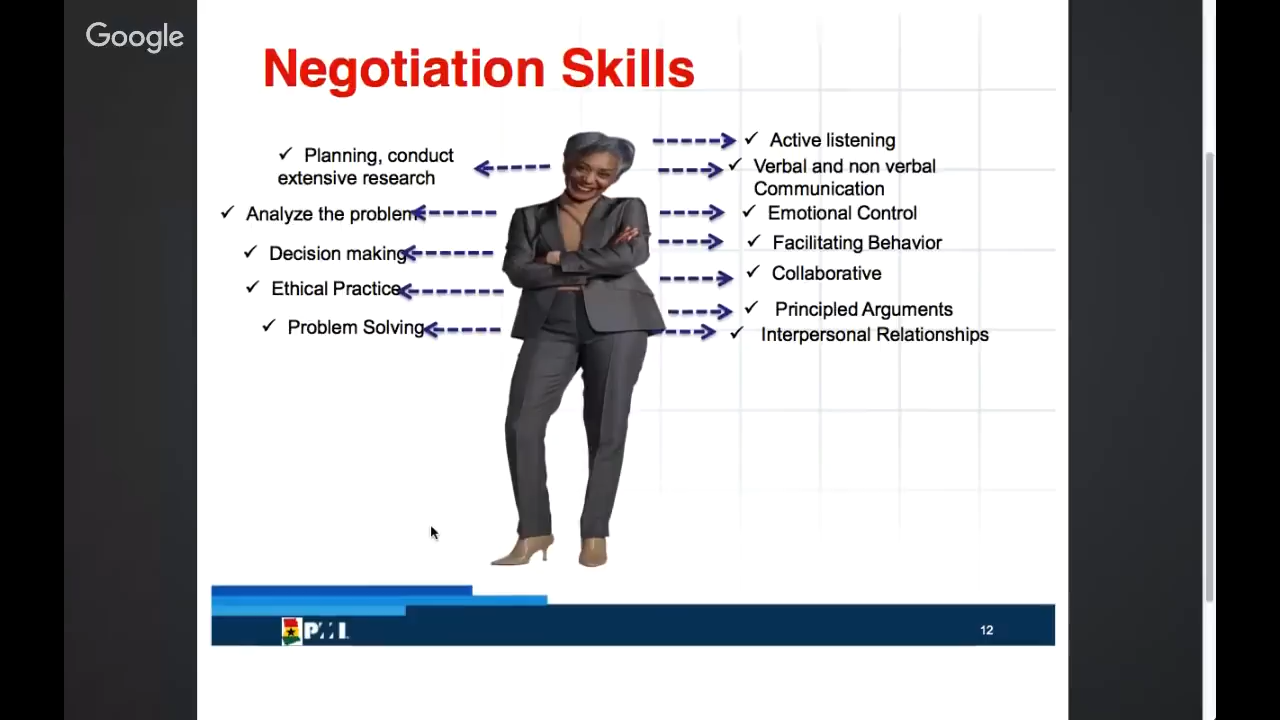 Google
Negotiation Skills
✓ Planning, conduct
extensive research
✓ Analyze the problem
✓ Decision making
✓ Ethical Practice
✓ Problem Solving
✓ Active listening
✓ Verbal and non verbal
Communication
✓ Emotional Control
✓ Facilitating Behavior
✓ Collaborative
✓ Principled Arguments
✓ Interpersonal Relationships
PMI
12